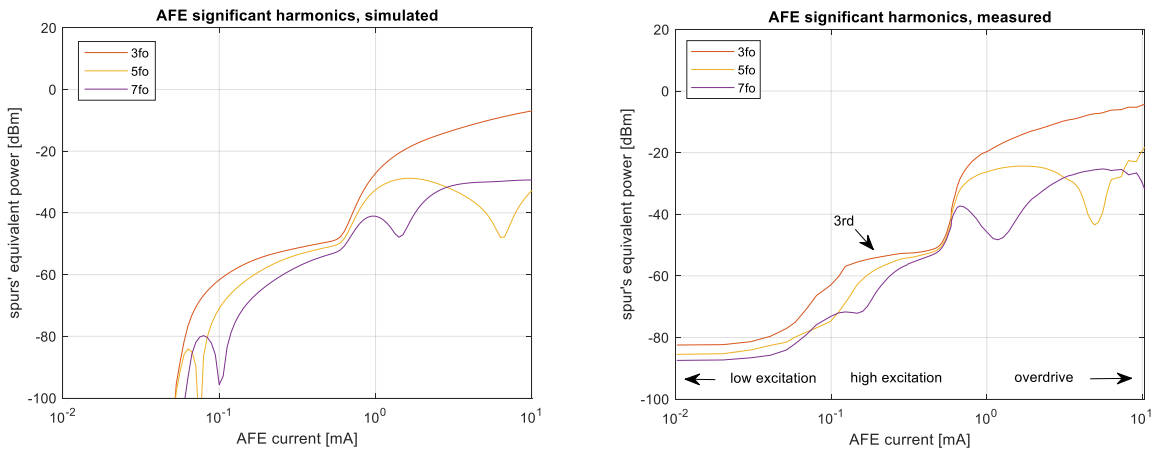 AFE significant harmonics, simulated
20
0
-20
-40
-60
-80
-100
spurs' equivalent power [dBm]
3fo
5fo
7fo
10-2
10-1
100
101
AFE current [mA]
AFE significant harmonics, measured
20
0
-20
-40
-60
-80
-100
spur's equivalent power [dBm]
3fo
5fo
7fo
3rd
low excitation
high excitation
overdrive
10-2
10-1
100
101
AFE current [mA]